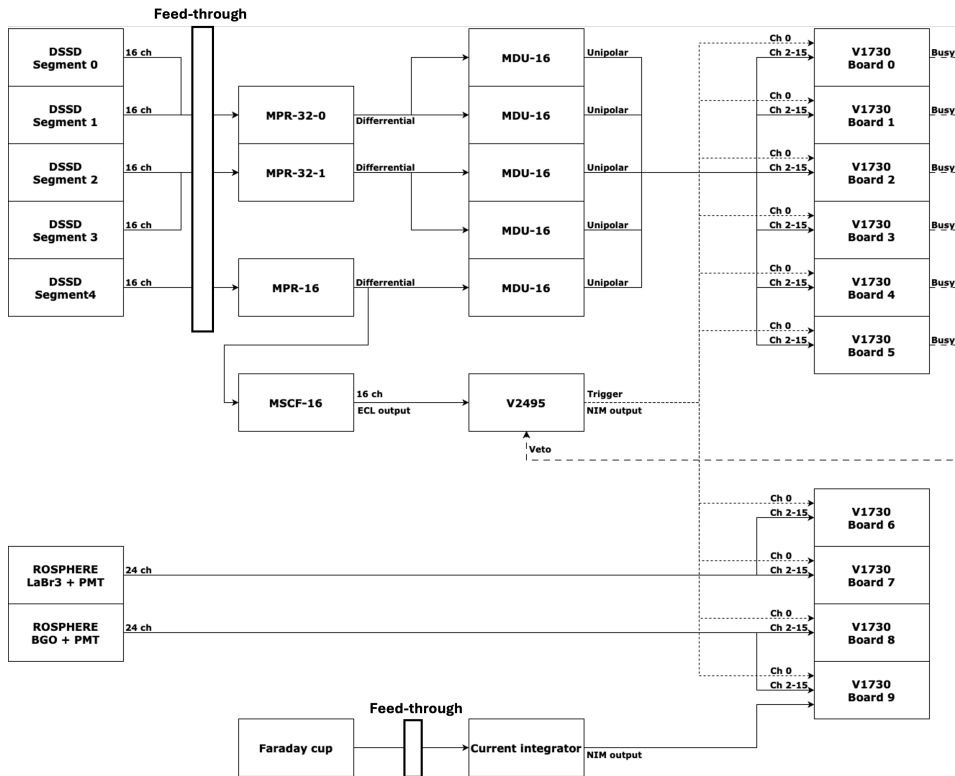 Feed-through
DSSD
Segment 0
16 ch
DSSD
Segment 1
16 ch
DSSD
Segment 2
16 ch
DSSD
Segment 3
16 ch
DSSD
Segment4
16 ch
MPR-32-0
Differrential
MPR-32-1
Differrential
MPR-16
Differrential
MDU-16
Unipolar
MDU-16
Unipolar
MDU-16
Unipolar
MDU-16
Unipolar
MDU-16
Unipolar
Ch 0
Ch 2-15
V1730
Board 0
Busy
Ch 0
Ch 2-15
V1730
Board 1
Busy
Ch 0
Ch 2-15
V1730
Board 2
Busy
Ch 0
Ch 2-15
V1730
Board 3
Busy
Ch 0
Ch 2-15
V1730
Board 4
Busy
Ch 0
Ch 2-15
V1730
Board 5
Busy
MSCF-16
16 ch
ECL output
V2495
Trigger
NIM output
Veto
Ch 0
Ch 2-15
V1730
Board 6
ROSPHERE
LaBr3 + PMT
24 ch
Ch 0
Ch 2-15
V1730
Board 7
ROSPHERE
BGO + PMT
24 ch
Ch 0
Ch 2-15
V1730
Board 8
Ch 0
Ch 2-15
V1730
Board 9
Feed-through
Faraday cup
Current integrator
NIM output